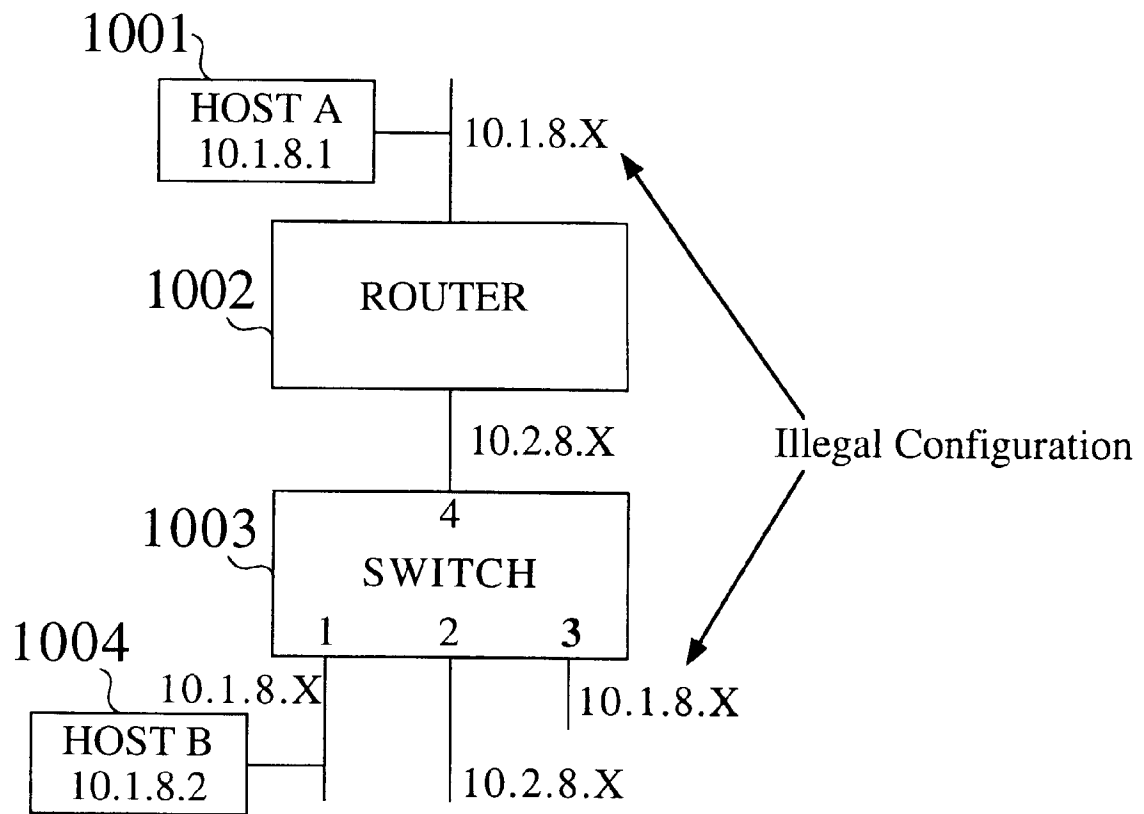 1001
HOST A
10.1.8.1
10.1.8.X
1002
ROUTER
10.2.8.X
Illegal Configuration
1003
4
SWITCH
1 2 3
1004
10.1.8.X
10.1.8.X
HOST B
10.1.8.2
10.2.8.X